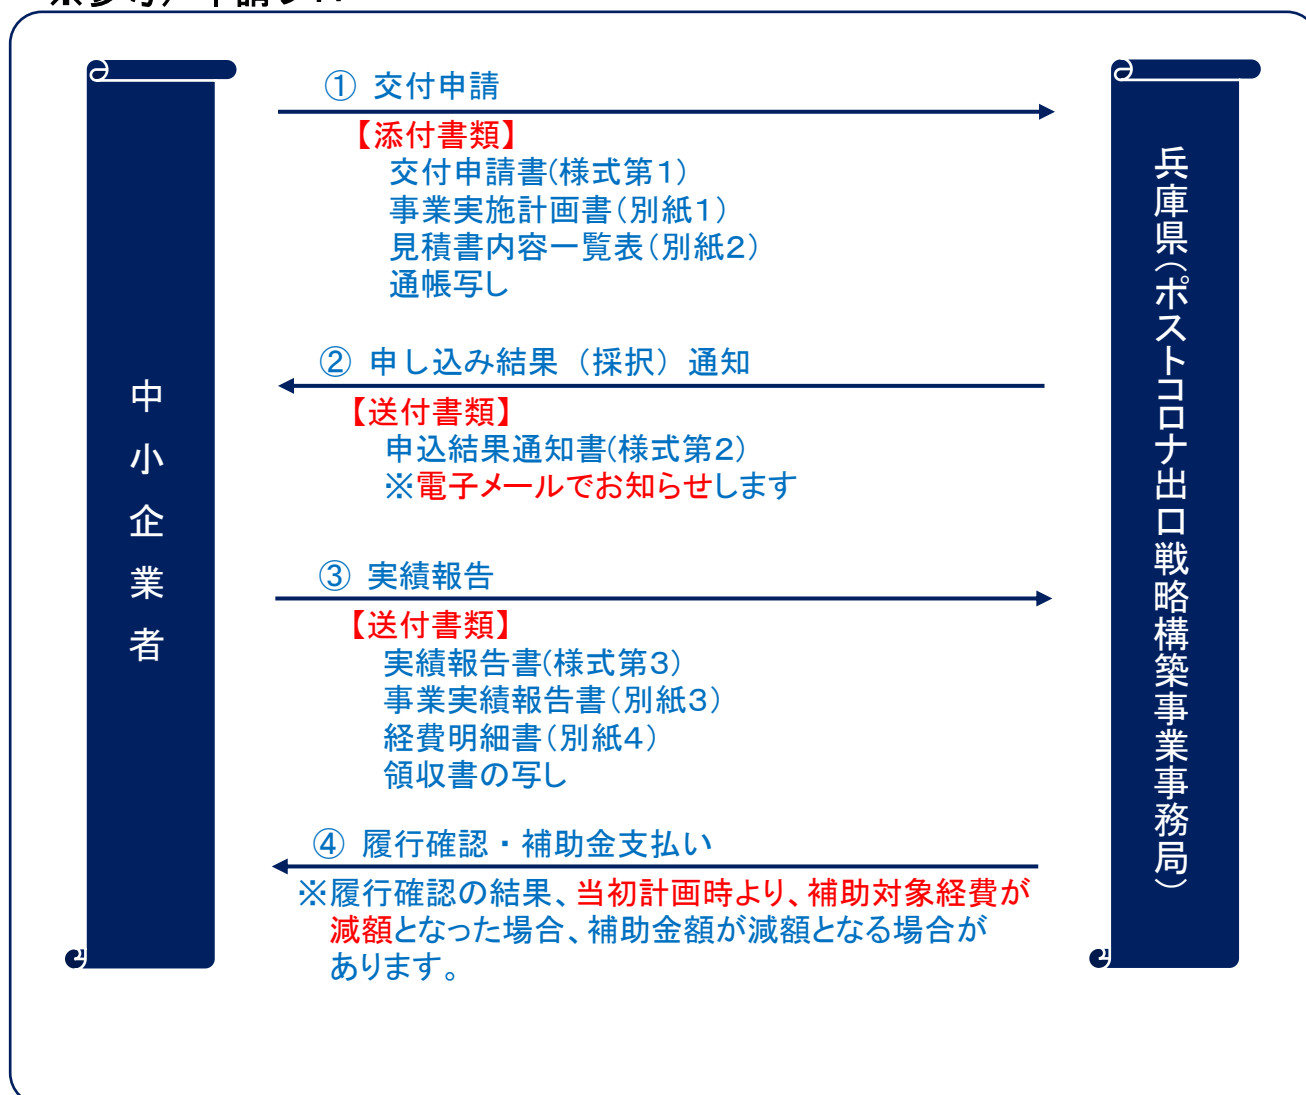 ① 交付申請
【添付書類】
交付申請書(様式第1)
事業実施計画書(別紙1)
見積書内容一覧表(別紙2)
通帳写し
② 申し込み結果（採択）通知
【送付書類】
申込結果通知書(様式第2)
※電子メールでお知らせします
③ 実績報告
【送付書類】
実績報告書(様式第3)
事業実績報告書(別紙3)
経費明細書(別紙4)
領収書の写し
④ 履行確認・補助金支払い
※履行確認の結果、当初計画時より、補助対象経費が
減額となった場合、補助金額が減額となる場合が
あります。
中小企業者
兵庫県（ポストコロナ出口戦略構築事業事務局）